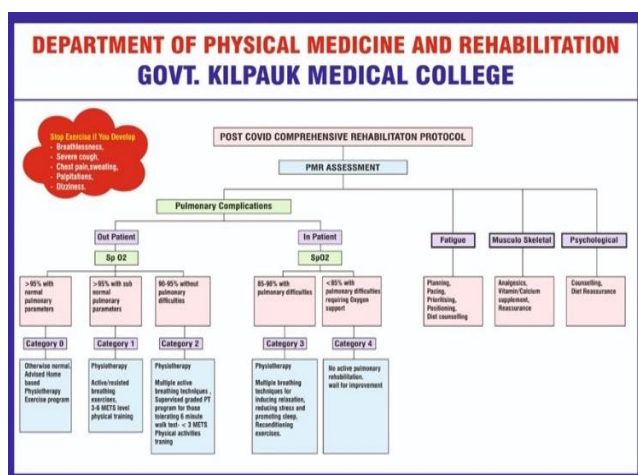 DEPARTMENT OF PHYSICAL MEDICINE AND REHABILITATION
GOVT. KILPAUK MEDICAL COLLEGE
Stop Exercise if You Develop
- Breathlessness,
- Severe cough,
- Chest pain,sweating,
- Palpitations,
- Dizziness.
POST COVID COMPREHENSIVE REHABILITATON PROTOCOL
PMR ASSESSMENT
Pulmonary Complications
Out Patient
Sp O2
>95% with
normal
pulmonary
parameters
>95% with sub
normal
pulmonary
parameters
90-95% without
pulmonary
difficulties
Category 0
Category 1
Category 2
Otherwise normal.
Advised Home
based
Physiotherapy
Exercise program
Physiotherapy
Active/resisted
breathing
exercises,
3-6 METS level
physical training
Physiotherapy
Multiple active
breathing techniques ,
Supervised graded PT
program for those
tolerating 6 minute
walk test- < 3 METS
Physical activities
traning
In Patient
SpO2
85-90% with
pulmonary difficulties
<85% with
pulmonary difficulties
requiring Oxygen
support
Category 3
Category 4
Physiotherapy
Multiple breathing
techniques for
inducing relaxation,
reducing stress and
promoting sleep,
Reconditioning
exercises.
No active pulmonary
rehabilitation,
wait for improvement
Fatigue
Planning,
Pacing,
Prioritising,
Positioning,
Diet counselling
Musculo Skeletal
Analgesics,
Vitamin/Calcium
supplement,
Reassurance
Psychological
Counselling,
Diet Reassurance